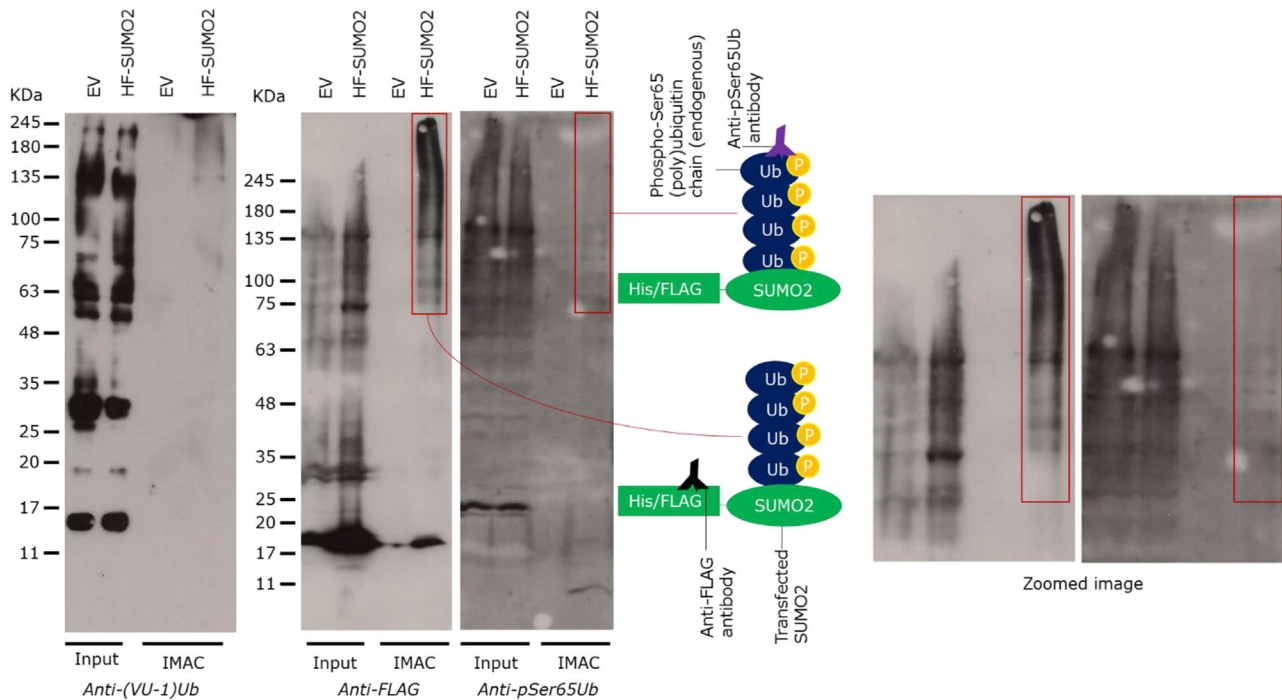 EV
HF-SUMO2
EV
HF-SUMO2
KDa
245
180
135
100
75
63
48
35
25
20
17
11
Input
IMAC
Anti-(VU-1)Ub
EV
HF-SUMO2
EV
HF-SUMO2
EV
HF-SUMO2
EV
HF-SUMO2
KDa
245
180
135
100
75
63
48
35
25
20
17
11
Input
IMAC
Input
IMAC
Anti-FLAG
Anti-pSer65Ub
Phospho-Ser65
(poly)ubiquitin
chain (endogenous)
Anti-pSer65Ub
antibody
Ub P
Ub P
Ub P
Ub P
His/FLAG
SUMO2
Ub P
Ub P
Ub P
Ub P
His/FLAG
SUMO2
Anti-FLAG
antibody
Transfected
SUMO2
Zoomed image